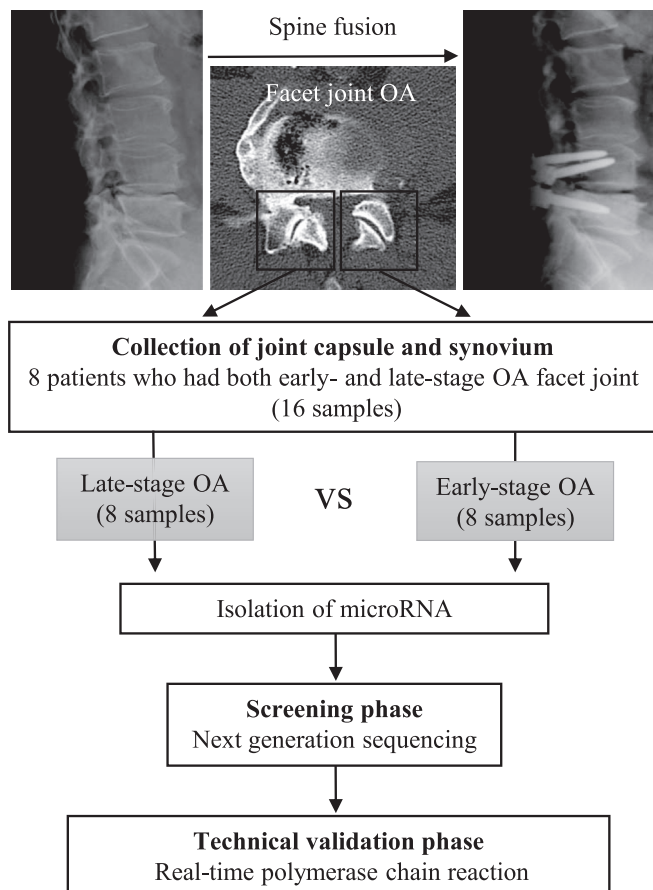 Spine fusion
Facet joint OA
Collection of joint capsule and synovium
8 patients who had both early- and late-stage OA facet joint
(16 samples)
Late-stage OA
(8 samples)
vs
Early-stage OA
(8 samples)
Isolation of microRNA
Screening phase
Next generation sequencing
Technical validation phase
Real-time polymerase chain reaction